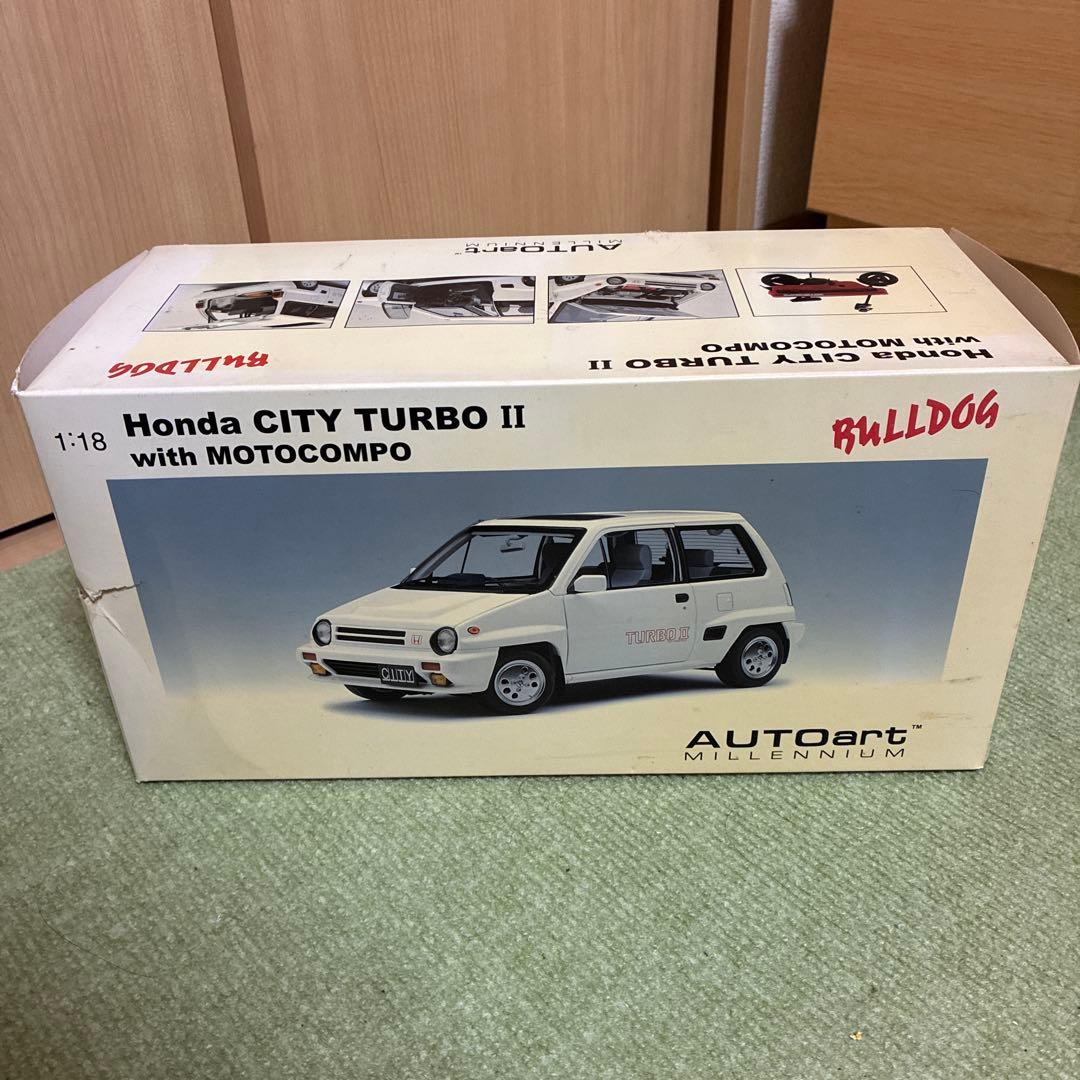 AUTOart™
MILLENNIUM
BULLDOG
Honda CITY TURBO II
with MOTOCOMPO
1:18
Honda CITY TURBO II
with MOTOCOMPO
BULLDOG
TURBO II
CITY
AUTOart™
MILLENNIUM